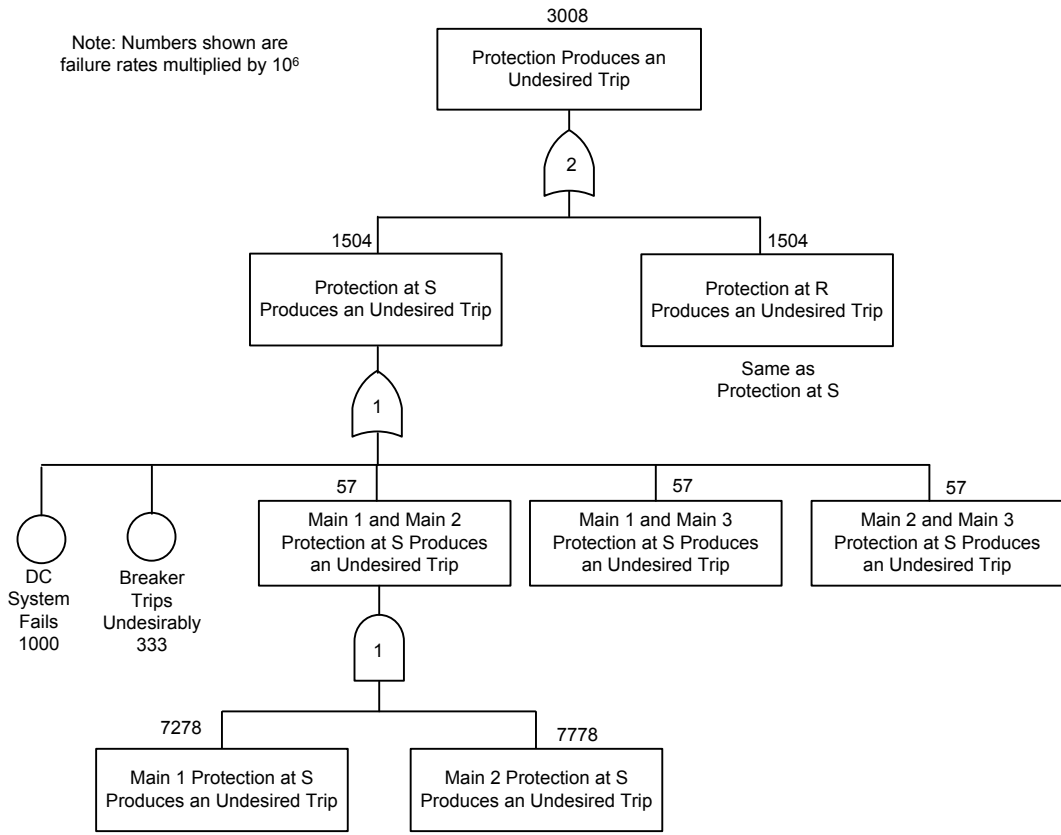 3008
Note: Numbers shown are
failure rates multiplied by 10⁶
Protection Produces an
Undesired Trip
2
1504
1504
Protection at S
Produces an Undesired Trip
Protection at R
Produces an Undesired Trip
Same as
Protection at S
1
57
57
57
Main 1 and Main 2
Protection at S Produces
an Undesired Trip
Main 1 and Main 3
Protection at S Produces
an Undesired Trip
Main 2 and Main 3
Protection at S Produces
an Undesired Trip
DC
System
Fails
1000
Breaker
Trips
Undesirably
333
1
7278
7778
Main 1 Protection at S
Produces an Undesired Trip
Main 2 Protection at S
Produces an Undesired Trip